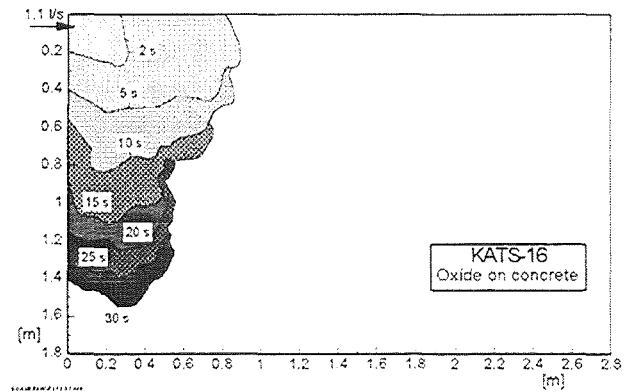 1.1 l/s
0.2
2 s
0.4
5 s
0.6
10 s
0.8
15 s
1
20 s
1.2
25 s
KATS-16
Oxide on concrete
1.4
30 s
1.6
[m]
1.8
0 0.2 0.4 0.6 0.8 1 1.2 1.4 1.6 1.8 2 2.2 2.4 2.6 2.8
[m]